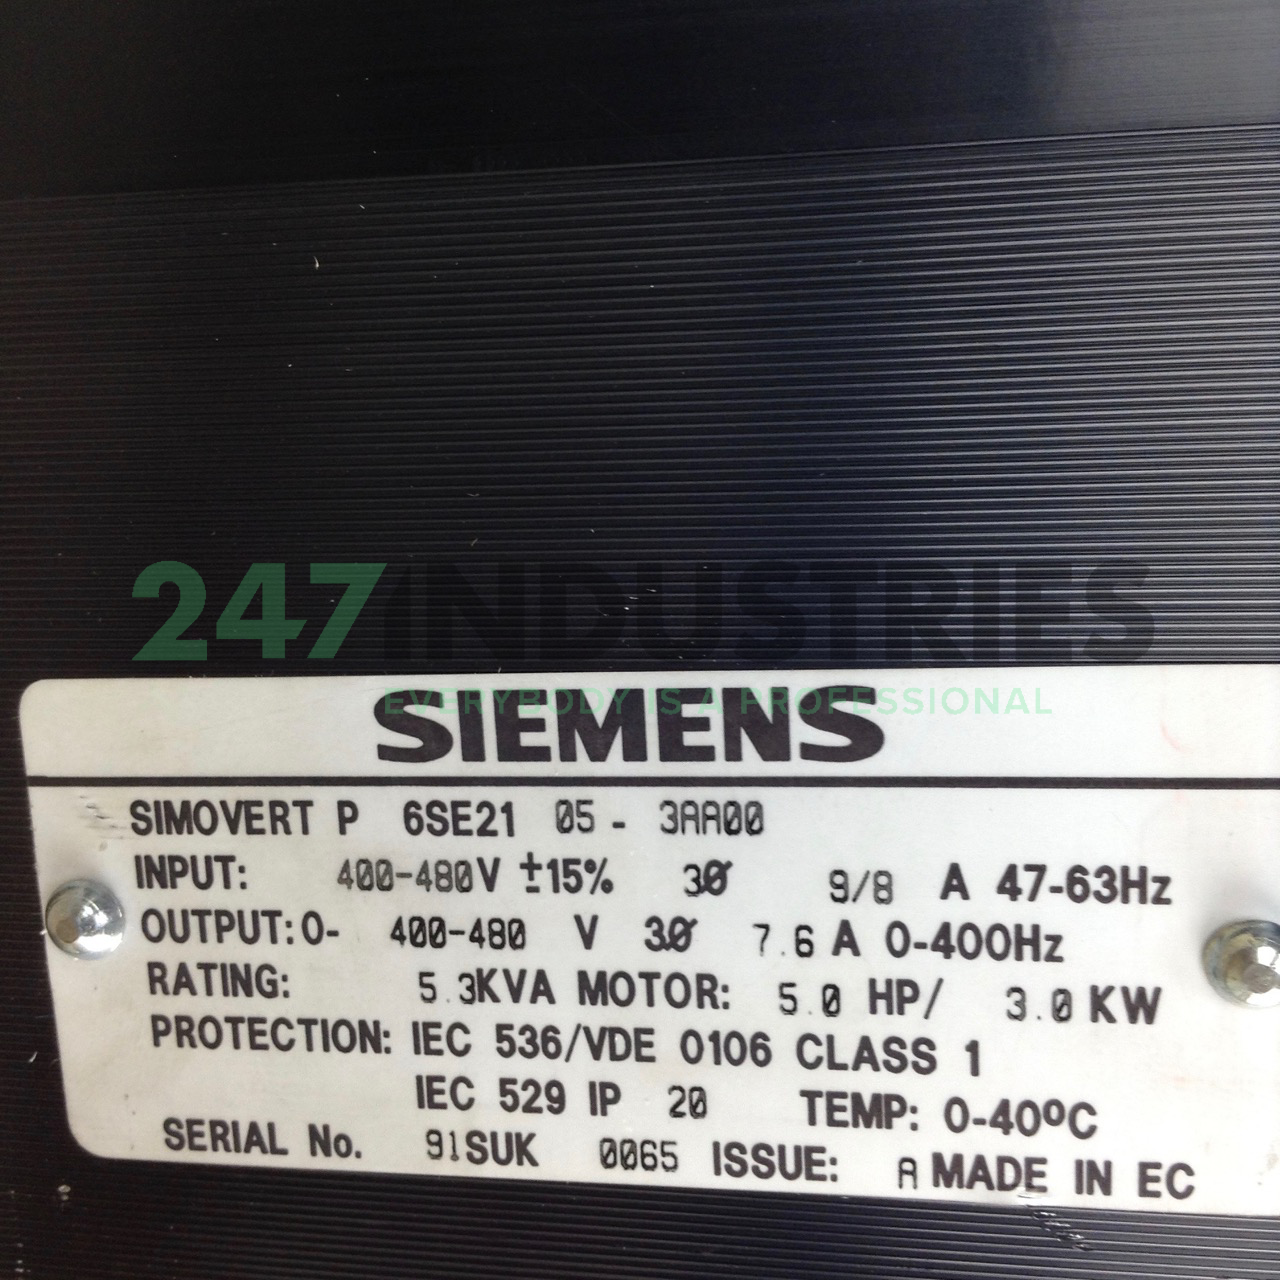 247INDUSTRIES
EVERYBODY IS A PROFESSIONAL
SIEMENS
SIMOVERT P 6SE21 05 - 3AA00
INPUT: 400-480V ±15% 3Ø 9/8 A 47-63Hz
OUTPUT: 0- 400-480 V 3Ø 7.6 A 0-400Hz
RATING: 5.3KVA MOTOR: 5.0 HP/ 3.0 KW
PROTECTION: IEC 536/VDE 0106 CLASS 1
IEC 529 IP 20 TEMP: 0-40ºC
SERIAL No. 91SUK 0065 ISSUE: A MADE IN EC